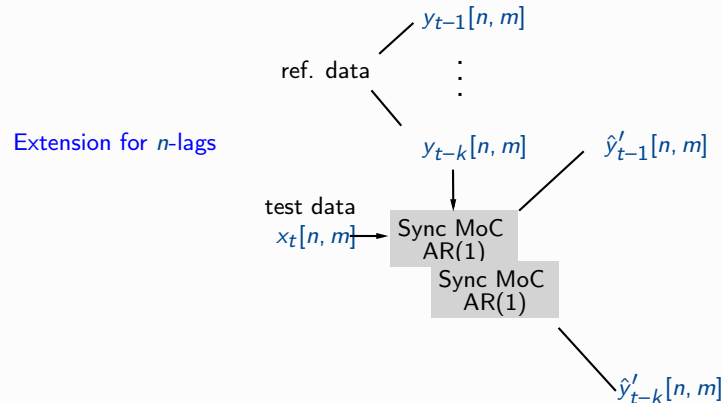 y_{t−1}[n, m]
ref. data
⋮
Extension for n-lags
y_{t−k}[n, m]
ŷ′_{t−1}[n, m]
test data
x_t[n, m]
Sync MoC
AR(1)
Sync MoC
AR(1)
ŷ′_{t−k}[n, m]